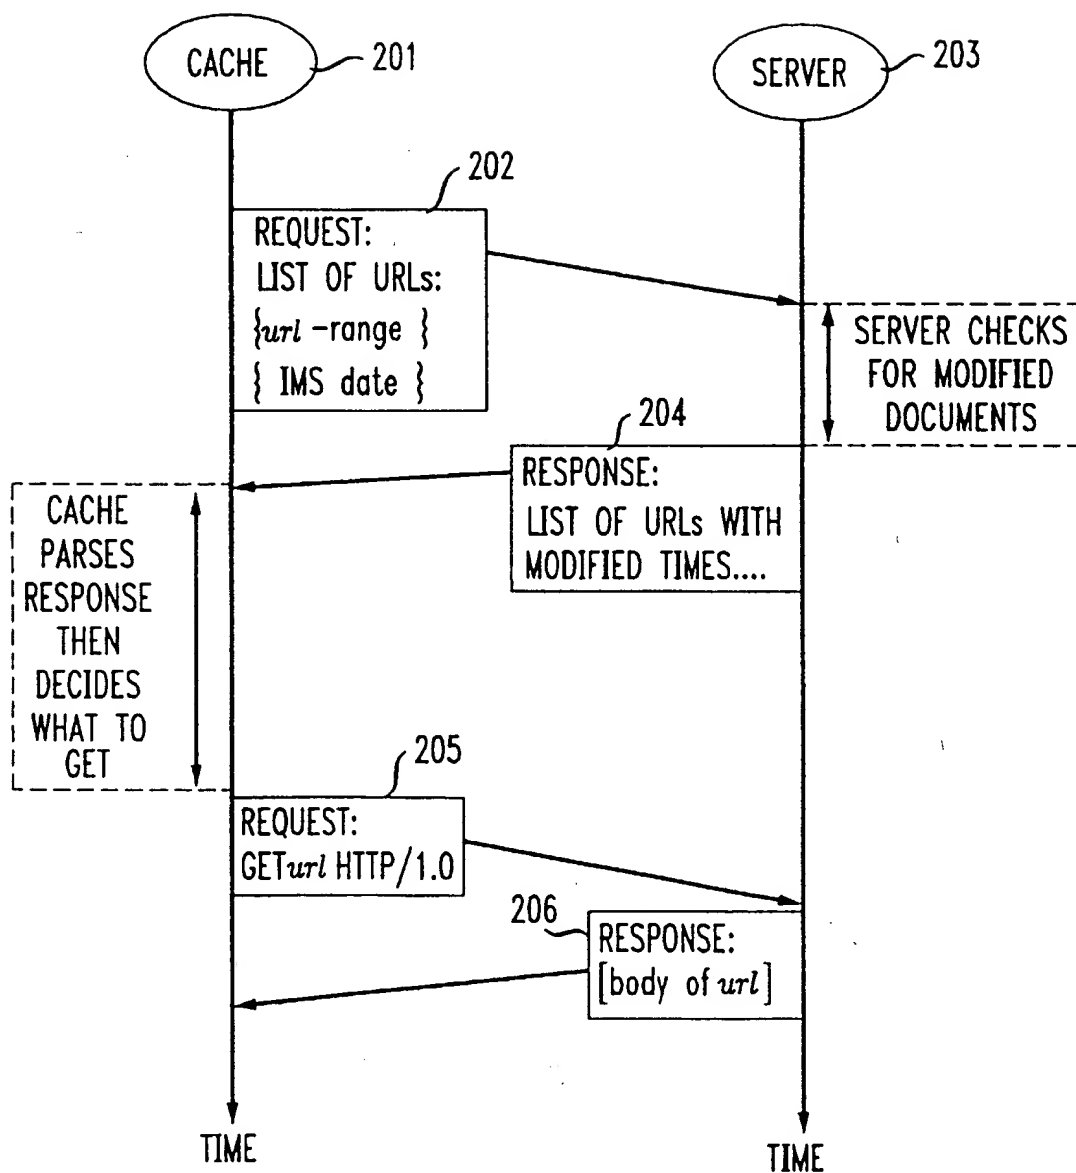 CACHE
201
SERVER
203
202
REQUEST:
LIST OF URLs:
{url -range }
{ IMS date }
SERVER CHECKS
FOR MODIFIED
DOCUMENTS
204
RESPONSE:
LIST OF URLs WITH
MODIFIED TIMES....
CACHE
PARSES
RESPONSE
THEN
DECIDES
WHAT TO
GET
205
REQUEST:
GET url HTTP/1.0
206
RESPONSE:
[body of url]
TIME
TIME